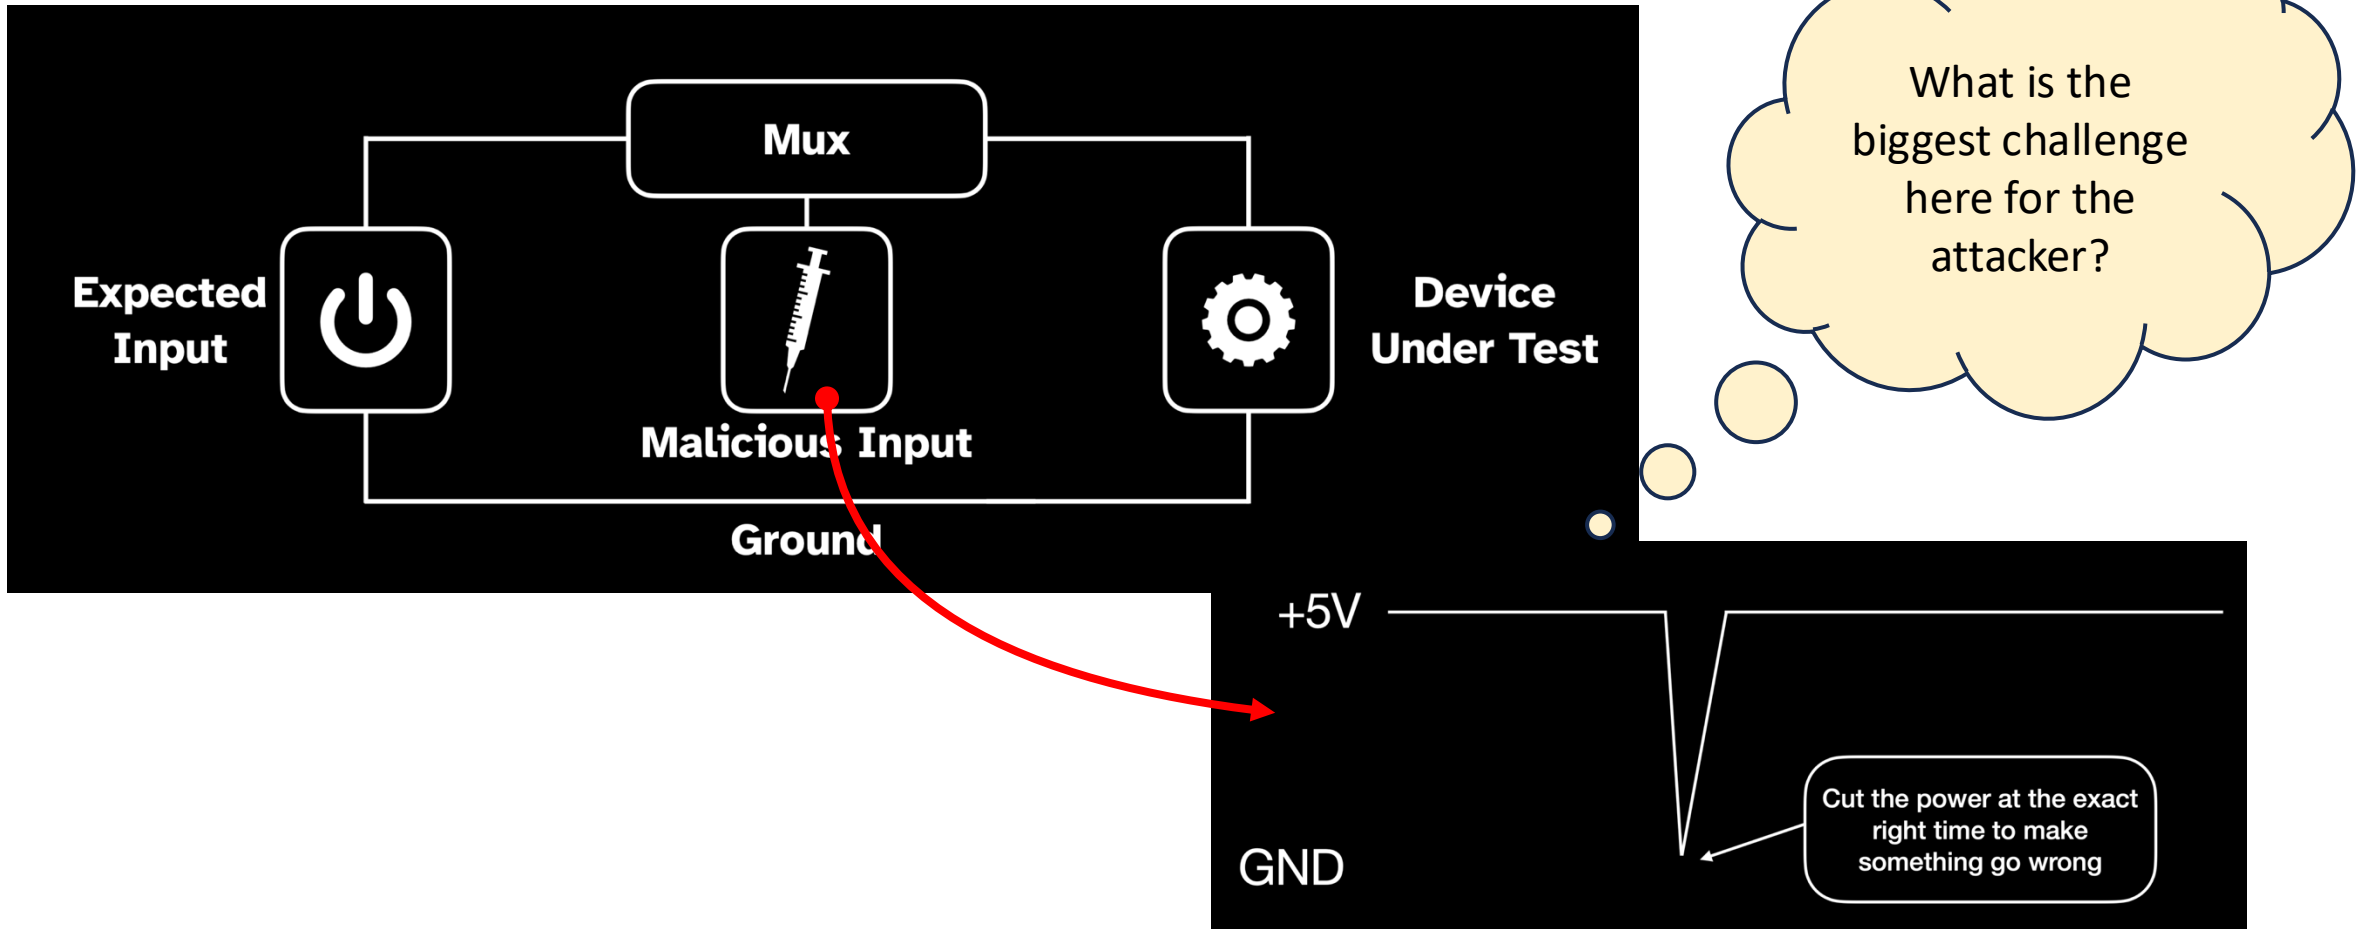 Mux
Expected
Input
Malicious Input
Device
Under Test
Ground
What is the
biggest challenge
here for the
attacker?
+5V
GND
Cut the power at the exact
right time to make
something go wrong